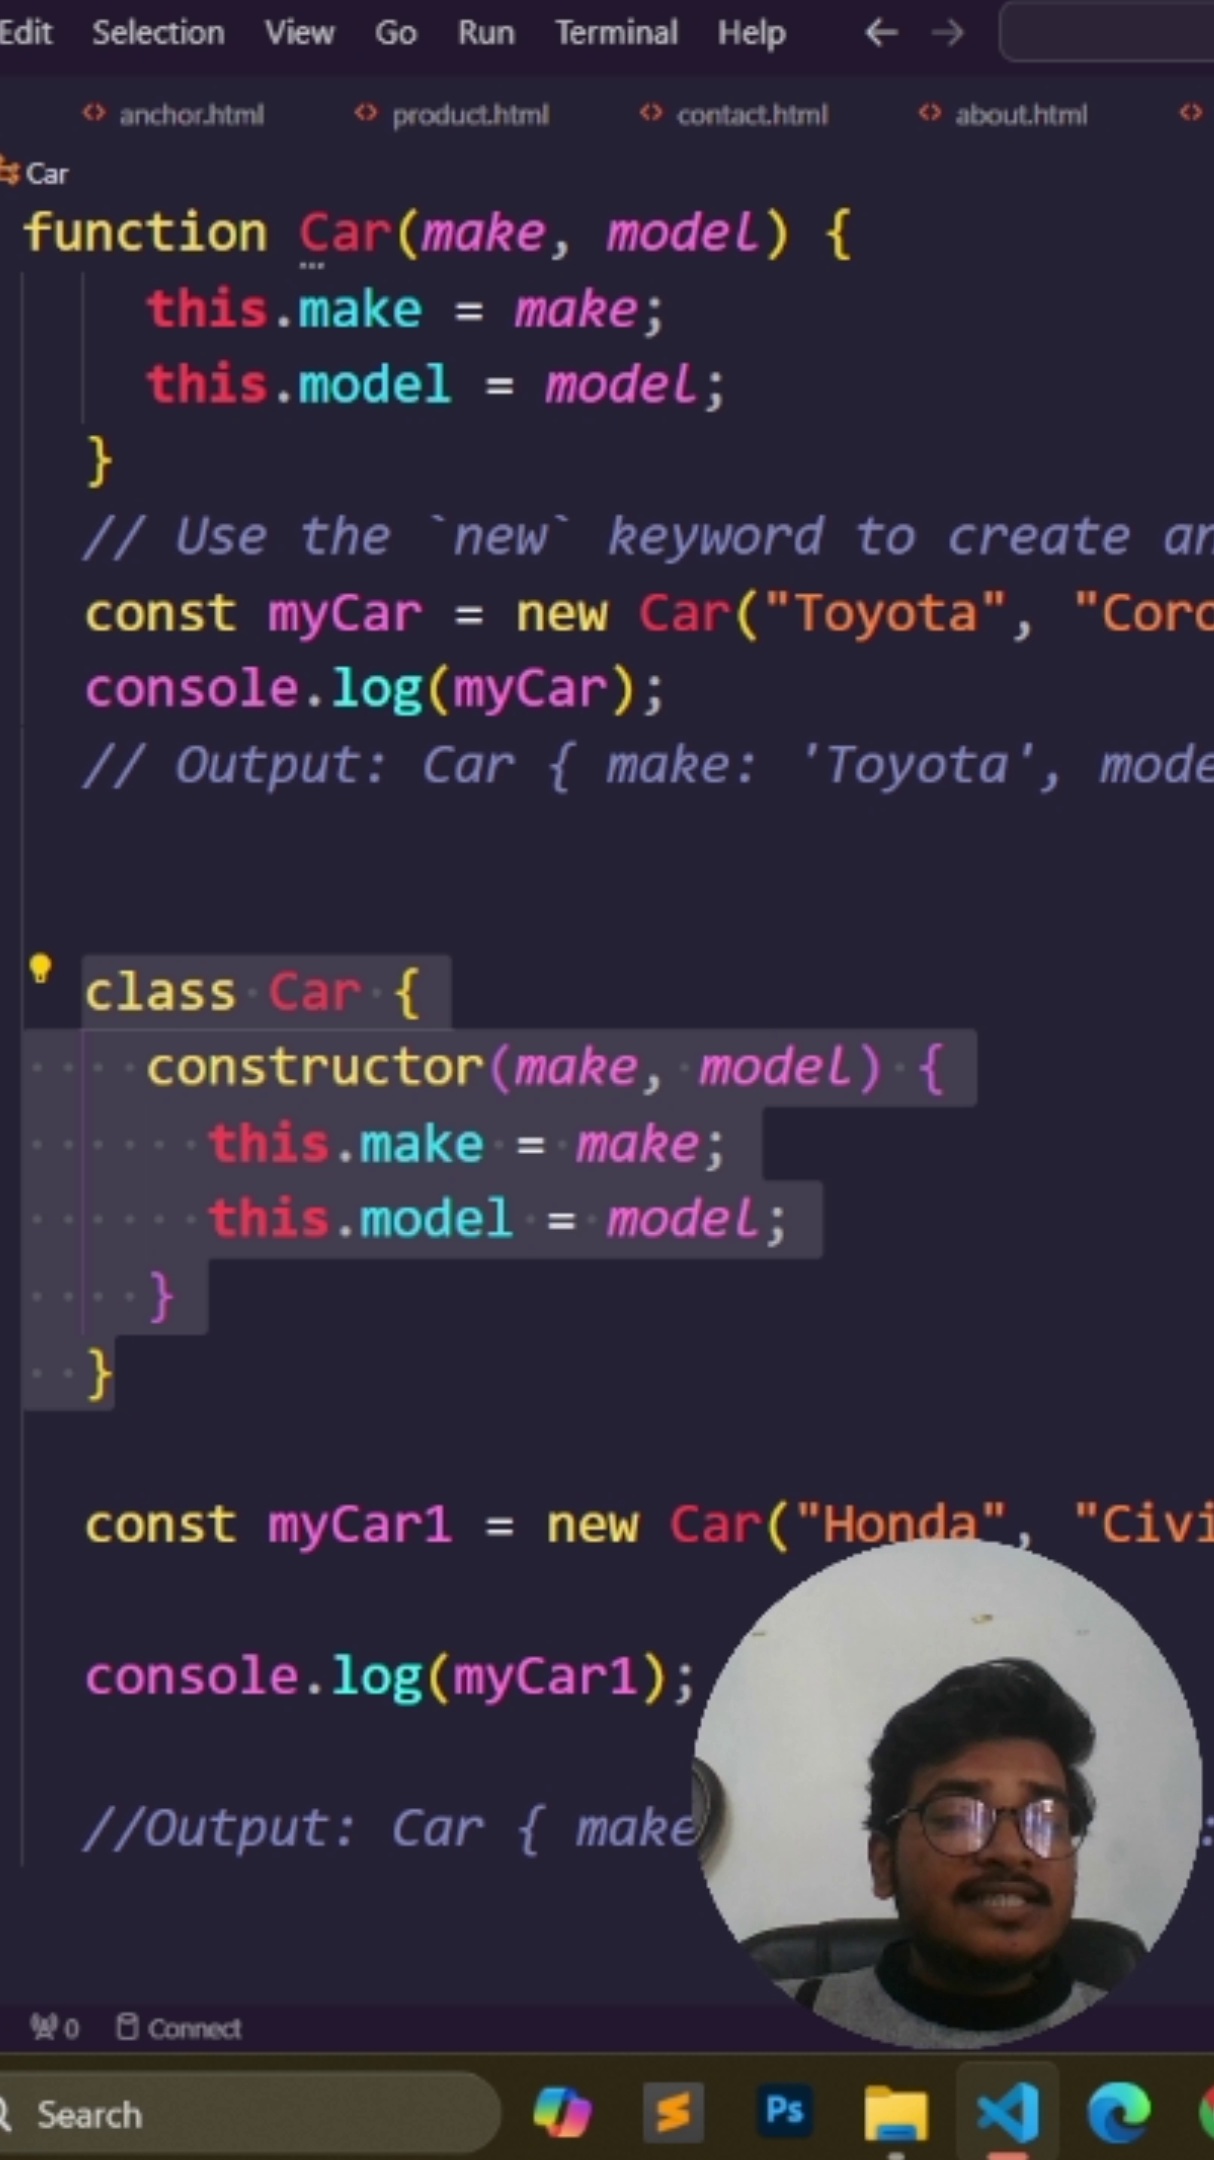 Edit Selection View Go Run Terminal Help
anchor.html product.html contact.html about.html
Car
function Car(make, model) {
this.make = make;
this.model = model;
}
// Use the `new` keyword to create an
const myCar = new Car("Toyota", "Coro
console.log(myCar);
// Output: Car { make: 'Toyota', mode
class Car {
constructor(make, model) {
this.make = make;
this.model = model;
}
}
const myCar1 = new Car("Honda", "Civi
console.log(myCar1);
//Output: Car { make :
0 Connect
Search
Ps